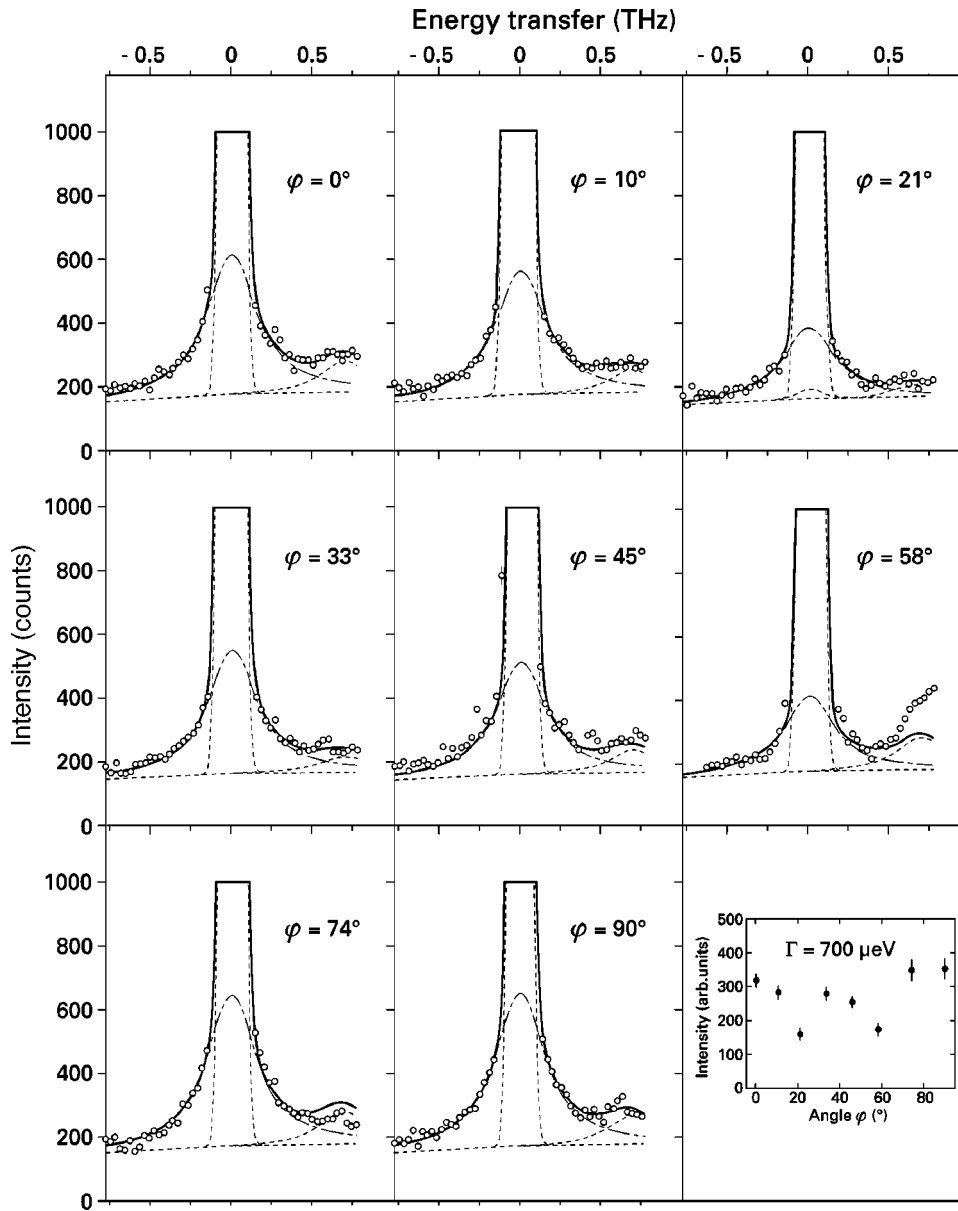 Energy transfer (THz)
- 0.5 0 0.5 - 0.5 0 0.5 - 0.5 0 0.5
1000
800
600
400
200
0
φ = 0°
φ = 10°
φ = 21°
Intensity (counts)
1000
800
600
400
200
0
φ = 33°
φ = 45°
φ = 58°
1000
800
600
400
200
0
φ = 74°
φ = 90°
Intensity (arb.units)
500
400
300
200
100
0
Γ = 700 µeV
0 20 40 60 80
Angle φ (°)